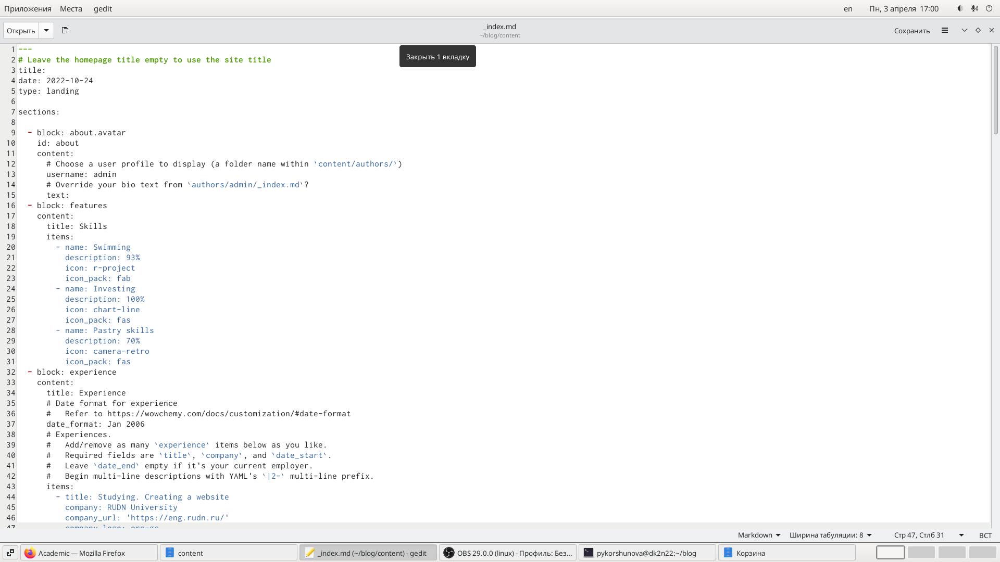 Приложения Места gedit en Пн, 3 апреля 17:00
Открыть _index.md Сохранить
~/blog/content
Закрыть 1 вкладку
1 ---
2 # Leave the homepage title empty to use the site title
3 title:
4 date: 2022-10-24
5 type: landing
6
7 sections:
8
9 - block: about.avatar
10 id: about
11 content:
12 # Choose a user profile to display (a folder name within `content/authors/`)
13 username: admin
14 # Override your bio text from `authors/admin/_index.md`?
15 text:
16 - block: features
17 content:
18 title: Skills
19 items:
20 - name: Swimming
21 description: 93%
22 icon: r-project
23 icon_pack: fab
24 - name: Investing
25 description: 100%
26 icon: chart-line
27 icon_pack: fas
28 - name: Pastry skills
29 description: 70%
30 icon: camera-retro
31 icon_pack: fas
32 - block: experience
33 content:
34 title: Experience
35 # Date format for experience
36 #   Refer to https://wowchemy.com/docs/customization/#date-format
37 date_format: Jan 2006
38 # Experiences.
39 #   Add/remove as many `experience` items below as you like.
40 #   Required fields are `title`, `company`, and `date_start`.
41 #   Leave `date_end` empty if it's your current employer.
42 #   Begin multi-line descriptions with YAML's `|2-` multi-line prefix.
43 items:
44 - title: Studying. Creating a website
45 company: RUDN University
46 company_url: 'https://eng.rudn.ru/'
47 company_logo: org-gc
Markdown Ширина табуляции: 8 Стр 47, Стлб 31 ВСТ
Academic — Mozilla Firefox content _index.md (~/blog/content) - gedit OBS 29.0.0 (linux) - Профиль: Без... pykorshunova@dk2n22:~/blog Корзина